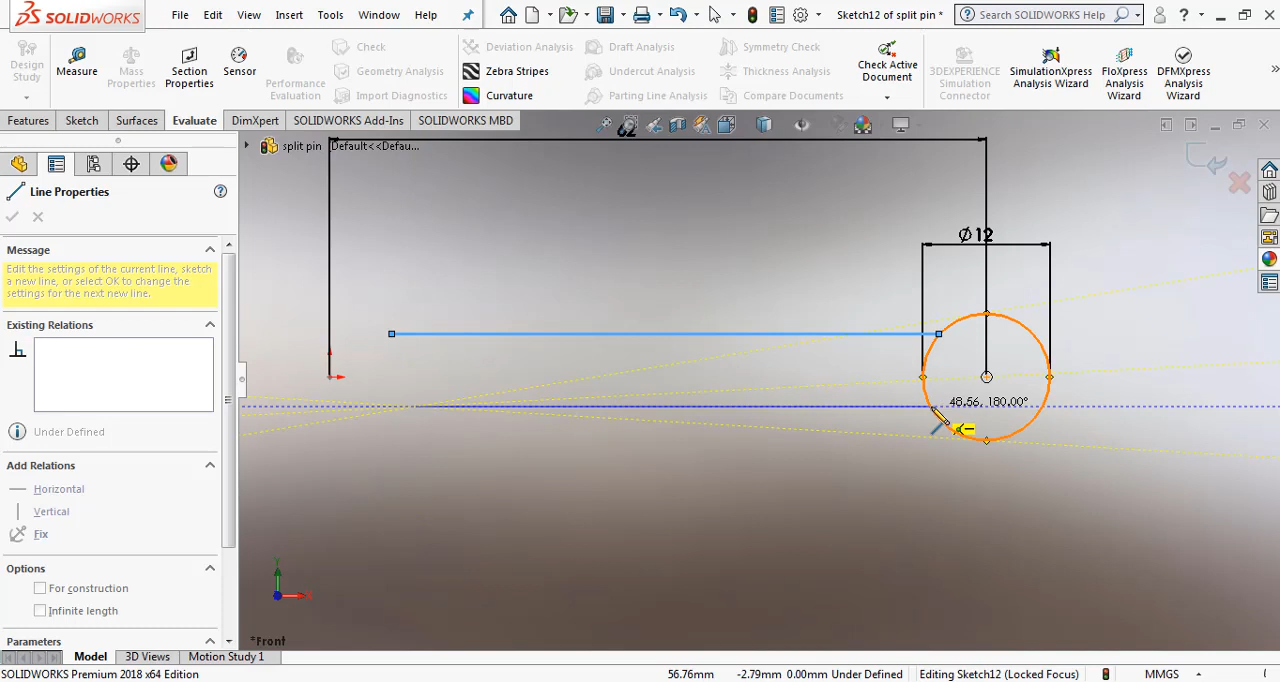 SOLIDWORKS
File Edit View Insert Tools Window Help
Sketch12 of split pin *
Search SOLIDWORKS Help
Design Study
Measure
Mass Properties
Section Properties
Sensor
Performance Evaluation
Check
Geometry Analysis
Import Diagnostics
Deviation Analysis
Zebra Stripes
Curvature
Draft Analysis
Undercut Analysis
Parting Line Analysis
Symmetry Check
Thickness Analysis
Compare Documents
Check Active Document
3DEXPERIENCE Simulation Connector
SimulationXpress Analysis Wizard
FloXpress Analysis Wizard
DFMXpress Analysis Wizard
Features Sketch Surfaces Evaluate DimXpert SOLIDWORKS Add-Ins SOLIDWORKS MBD
split pin (Default<<Defau...
62
Line Properties
Message
Edit the settings of the current line, sketch
a new line, or select OK to change the
settings for the next new line.
Existing Relations
Under Defined
Add Relations
Horizontal
Vertical
Fix
Options
For construction
Infinite length
Parameters
Ø12
48.56, 180.00°
Y
X
*Front
Model 3D Views Motion Study 1
SOLIDWORKS Premium 2018 x64 Edition
56.76mm -2.79mm 0.00mm Under Defined Editing Sketch12 (Locked Focus) MMGS